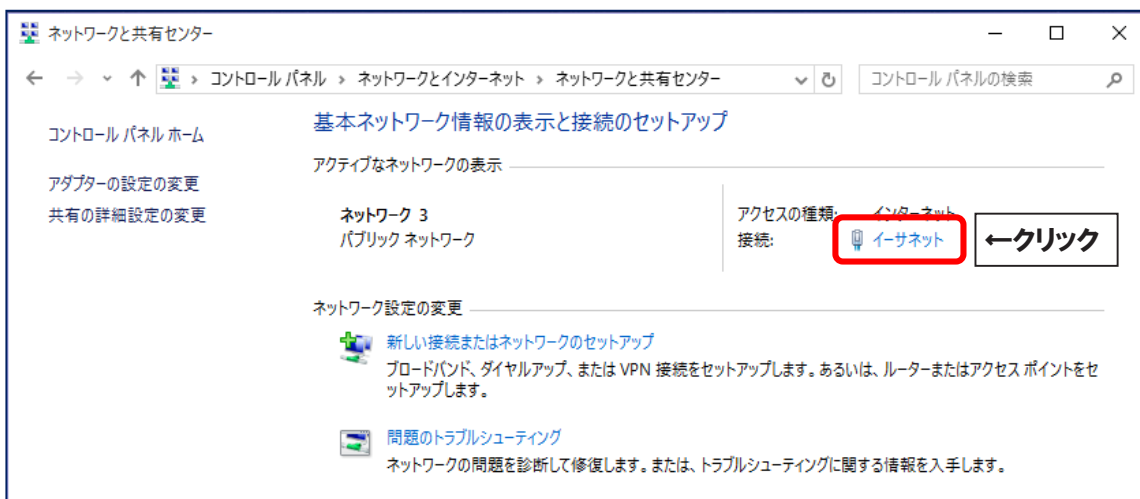 ネットワークと共有センター
コントロール パネル › ネットワークとインターネット › ネットワークと共有センター
コントロール パネルの検索
コントロール パネル ホーム
アダプターの設定の変更
共有の詳細設定の変更
基本ネットワーク情報の表示と接続のセットアップ
アクティブなネットワークの表示
ネットワーク 3
パブリック ネットワーク
アクセスの種類: インターネット
接続: イーサネット
←クリック
ネットワーク設定の変更
新しい接続またはネットワークのセットアップ
ブロードバンド、ダイヤルアップ、または VPN 接続をセットアップします。あるいは、ルーターまたはアクセス ポイントをセ
ットアップします。
問題のトラブルシューティング
ネットワークの問題を診断して修復します。または、トラブルシューティングに関する情報を入手します。